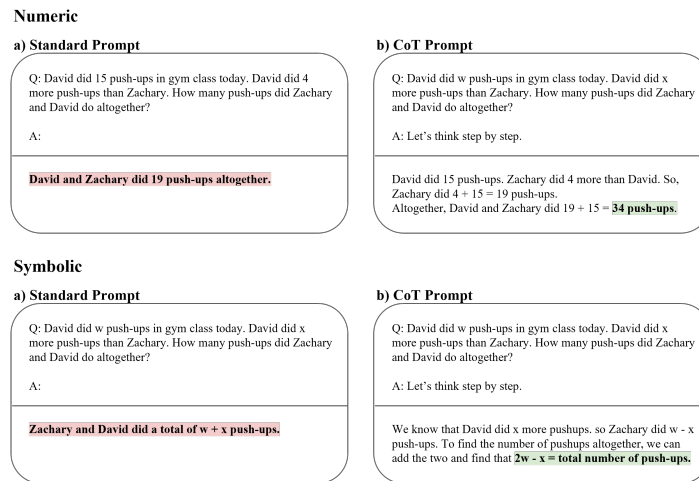 Numeric
a) Standard Prompt
Q: David did 15 push-ups in gym class today. David did 4
more push-ups than Zachary. How many push-ups did Zachary
and David do altogether?
A:
David and Zachary did 19 push-ups altogether.
b) CoT Prompt
Q: David did w push-ups in gym class today. David did x
more push-ups than Zachary. How many push-ups did Zachary
and David do altogether?
A: Let's think step by step.
David did 15 push-ups. Zachary did 4 more than David. So,
Zachary did 4 + 15 = 19 push-ups.
Altogether, David and Zachary did 19 + 15 = 34 push-ups.
Symbolic
a) Standard Prompt
Q: David did w push-ups in gym class today. David did x
more push-ups than Zachary. How many push-ups did Zachary
and David do altogether?
A:
Zachary and David did a total of w + x push-ups.
b) CoT Prompt
Q: David did w push-ups in gym class today. David did x
more push-ups than Zachary. How many push-ups did Zachary
and David do altogether?
A: Let's think step by step.
We know that David did x more pushups. so Zachary did w - x
push-ups. To find the number of pushups altogether, we can
add the two and find that 2w - x = total number of push-ups.